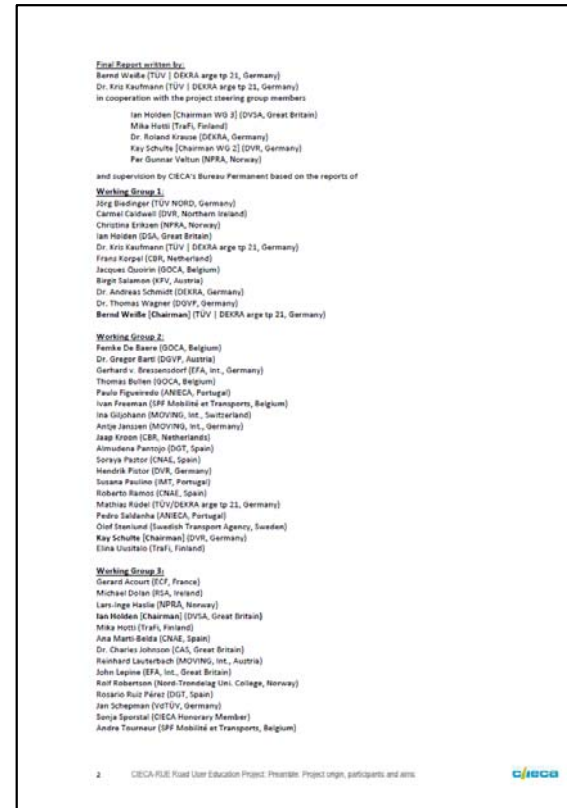 Final Report written by:
Bernd Weiße (TÜV | DEKRA arge tp 21, Germany)
Dr. Kris Kaufmann (TÜV | DEKRA arge tp 21, Germany)
in cooperation with the project steering group members
Ian Holden [Chairman WG 3] (DVSA, Great Britain)
Mika Hotti (TraFi, Finland)
Dr. Roland Krause (DEKRA, Germany)
Kay Schulte [Chairman WG 2] (DVR, Germany)
Per Gunnar Veltun (NPRA, Norway)
and supervision by CIECA's Bureau Permanent based on the reports of
Working Group 1:
Jörg Biedinger (TÜV NORD, Germany)
Carmel Caldwell (DVR, Northern Ireland)
Christina Eriksen (NPRA, Norway)
Ian Holden (DSA, Great Britain)
Dr. Kris Kaufmann (TÜV | DEKRA arge tp 21, Germany)
Frans Korpel (CBR, Netherland)
Jacques Quoirin (GOCA, Belgium)
Birgit Salamon (KFV, Austria)
Dr. Andreas Schmidt (DEKRA, Germany)
Dr. Thomas Wagner (DGVP, Germany)
Bernd Weiße [Chairman] (TÜV | DEKRA arge tp 21, Germany)
Working Group 2:
Femke De Baere (GOCA, Belgium)
Dr. Gregor Bartl (DGVP, Austria)
Gerhard v. Bressensdorf (EFA, Int., Germany)
Thomas Bullen (GOCA, Belgium)
Paulo Figueiredo (ANIECA, Portugal)
Ivan Freeman (SPF Mobilité et Transports, Belgium)
Ina Giljohann (MOVING, Int., Switzerland)
Antje Janssen (MOVING, Int., Germany)
Jaap Kroon (CBR, Netherlands)
Almudena Pantojo (DGT, Spain)
Soraya Pastor (CNAE, Spain)
Hendrik Pistor (DVR, Germany)
Susana Paulino (IMT, Portugal)
Roberto Ramos (CNAE, Spain)
Mathias Rüdel (TÜV/DEKRA arge tp 21, Germany)
Pedro Saldanha (ANIECA, Portugal)
Olof Stenlund (Swedish Transport Agency, Sweden)
Kay Schulte [Chairman] (DVR, Germany)
Elina Uusitalo (TraFi, Finland)
Working Group 3:
Gerard Acourt (ECF, France)
Michael Dolan (RSA, Ireland)
Lars-Inge Haslie (NPRA, Norway)
Ian Holden [Chairman] (DVSA, Great Britain)
Mika Hotti (TraFi, Finland)
Ana Marti-Belda (CNAE, Spain)
Dr. Charles Johnson (CAS, Great Britain)
Reinhard Lauterbach (MOVING, Int., Austria)
John Lepine (EFA, Int., Great Britain)
Rolf Robertson (Nord-Trondelag Uni. College, Norway)
Rosario Ruiz Pérez (DGT, Spain)
Jan Schepman (VdTÜV, Germany)
Sonja Sporstøl (CIECA Honorary Member)
Andre Tourneur (SPF Mobilité et Transports, Belgium)
2 CIECA-RUE Road User Education Project: Preamble: Project origin, participants and aims
cieca